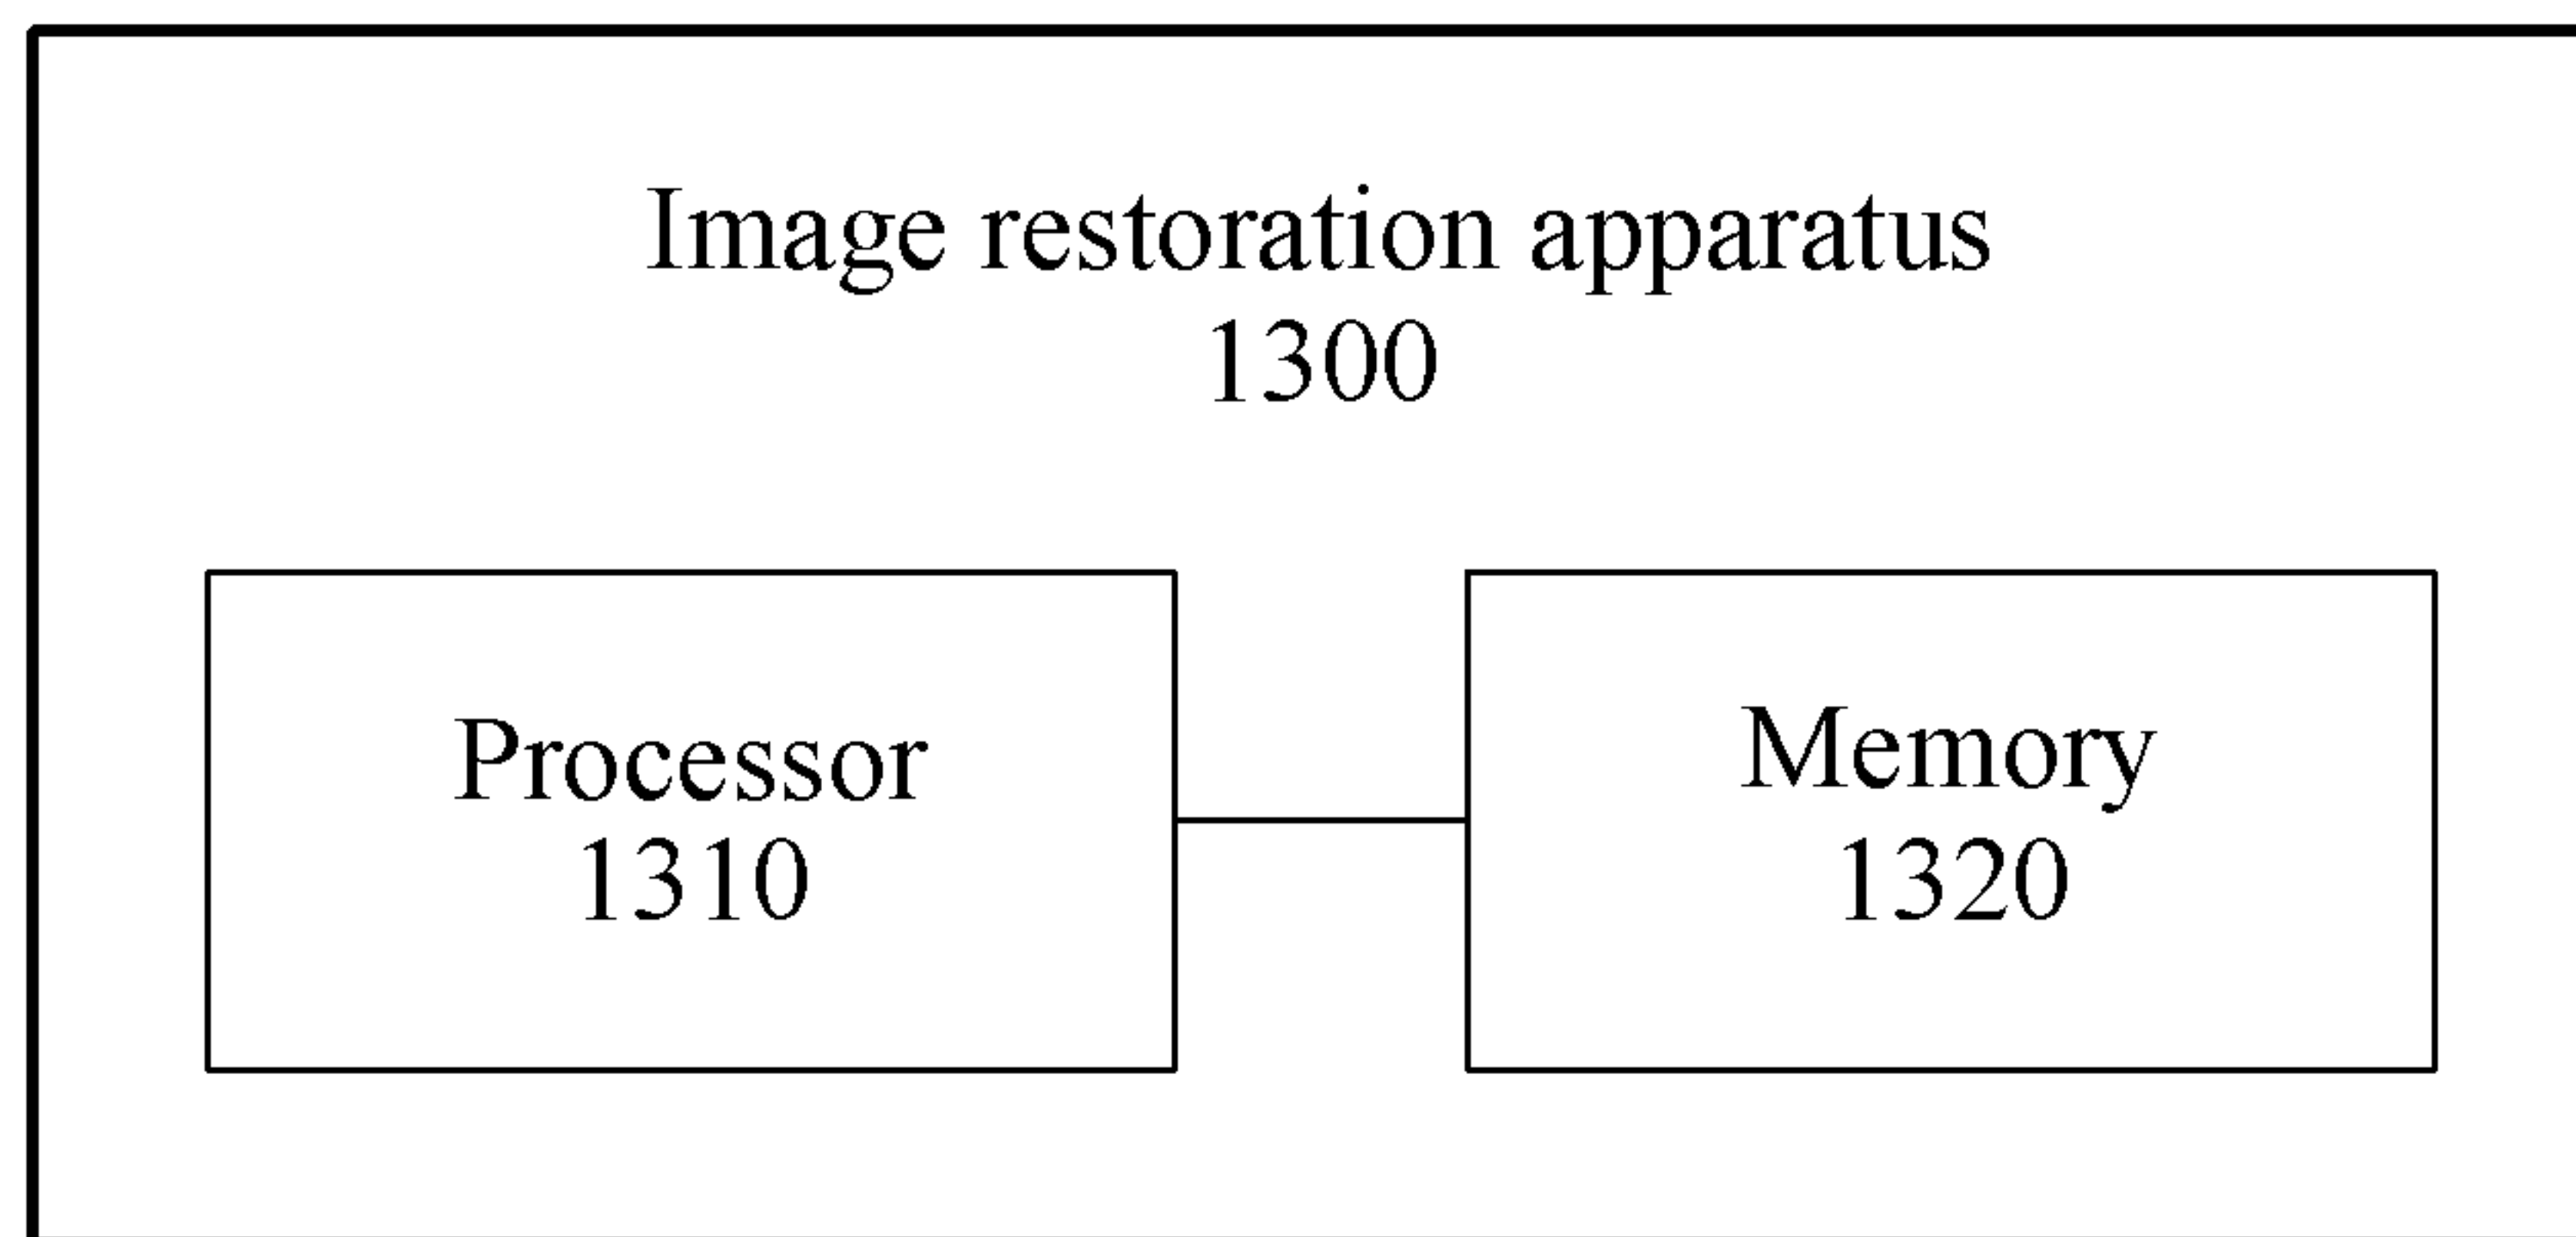 Image restoration apparatus
1300
Processor
1310
Memory
1320